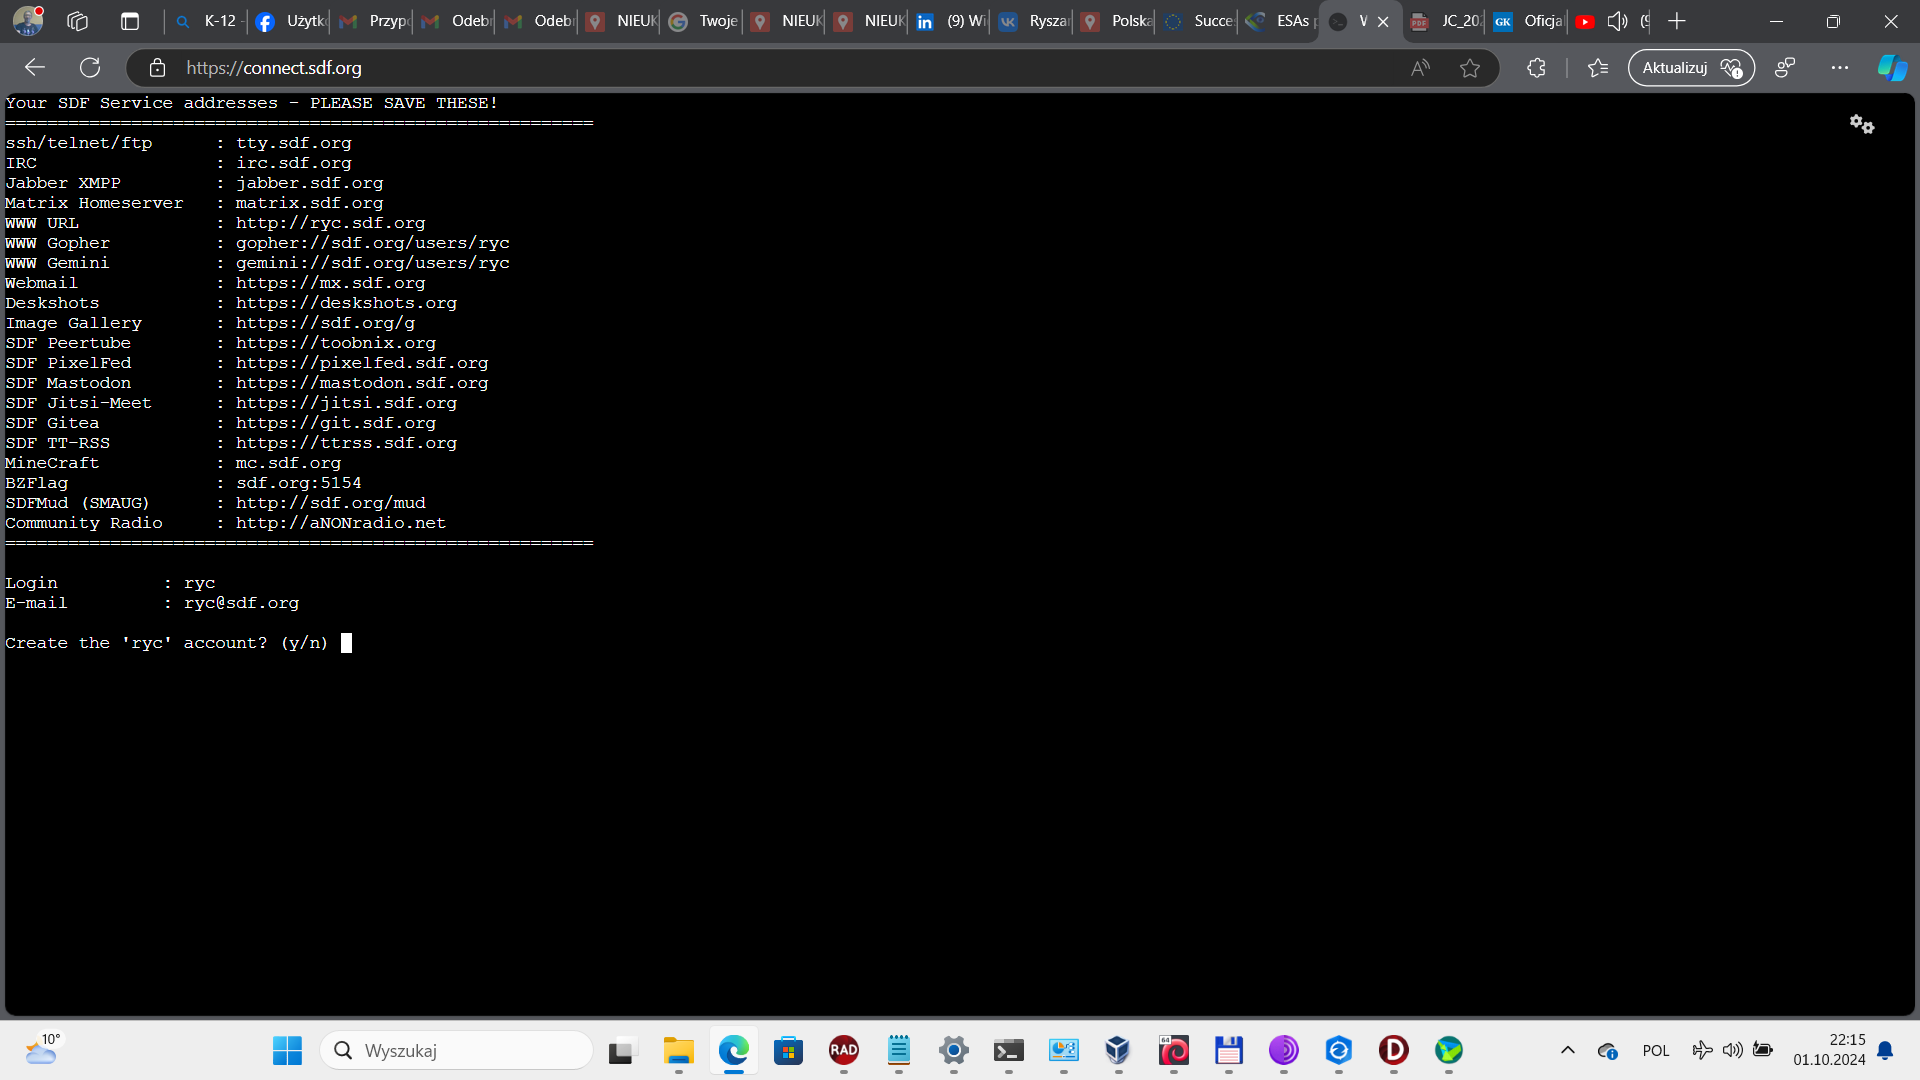 K-12
Użytk
Przypo
Odebr
Odebr
NIEUK
Twoje
NIEUK
NIEUK
(9) Wi
Rysza
Polska
Succe
ESAs p
JC_202
Oficja
https://connect.sdf.org
Aktualizuj
Your SDF Service addresses - PLEASE SAVE THESE!
========================================================
ssh/telnet/ftp : tty.sdf.org
IRC : irc.sdf.org
Jabber XMPP : jabber.sdf.org
Matrix Homeserver : matrix.sdf.org
WWW URL : http://ryc.sdf.org
WWW Gopher : gopher://sdf.org/users/ryc
WWW Gemini : gemini://sdf.org/users/ryc
Webmail : https://mx.sdf.org
Deskshots : https://deskshots.org
Image Gallery : https://sdf.org/g
SDF Peertube : https://toobnix.org
SDF PixelFed : https://pixelfed.sdf.org
SDF Mastodon : https://mastodon.sdf.org
SDF Jitsi-Meet : https://jitsi.sdf.org
SDF Gitea : https://git.sdf.org
SDF TT-RSS : https://ttrss.sdf.org
MineCraft : mc.sdf.org
BZFlag : sdf.org:5154
SDFMud (SMAUG) : http://sdf.org/mud
Community Radio : http://aNONradio.net
========================================================
Login : ryc
E-mail : ryc@sdf.org
Create the 'ryc' account? (y/n)
10°
Wyszukaj
RAD
64
POL
22:15
01.10.2024